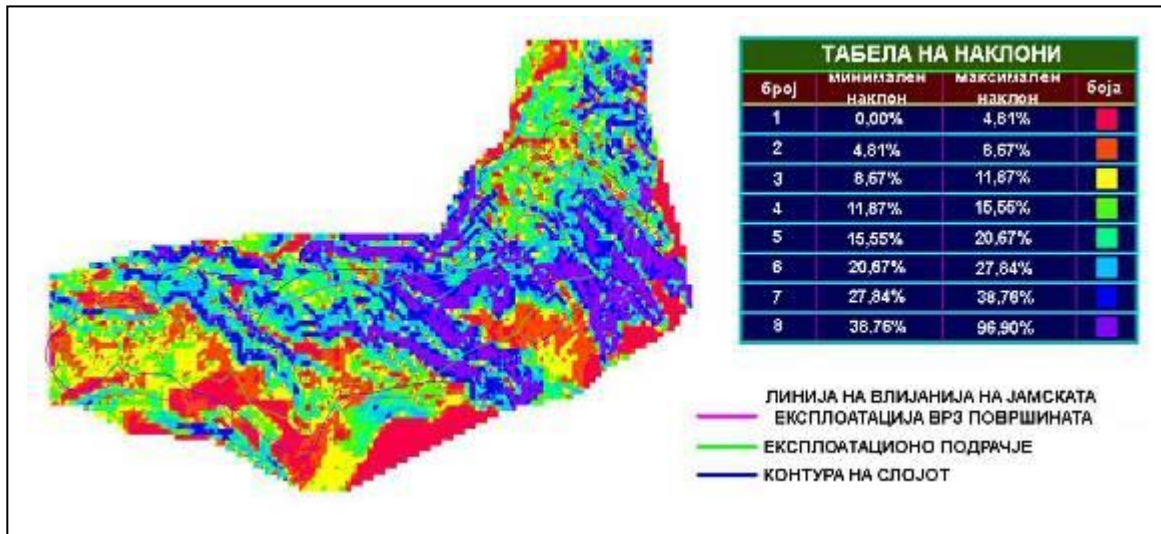 ТАБЕЛА НА НАКЛОНИ
број минимален наклон максимален наклон боја
1 0,00% 4,81%
2 4,81% 8,67%
3 8,67% 11,87%
4 11,87% 15,55%
5 15,55% 20,67%
6 20,67% 27,84%
7 27,84% 38,76%
8 38,76% 96,90%
ЛИНИЈА НА ВЛИЈАНИЈА НА ЈАМСКАТА
ЕКСПЛОАТАЦИЈА ВРЗ ПОВРШИНАТА
ЕКСПЛОАТАЦИОНО ПОДРАЧЈЕ
КОНТУРА НА СЛОЈОТ